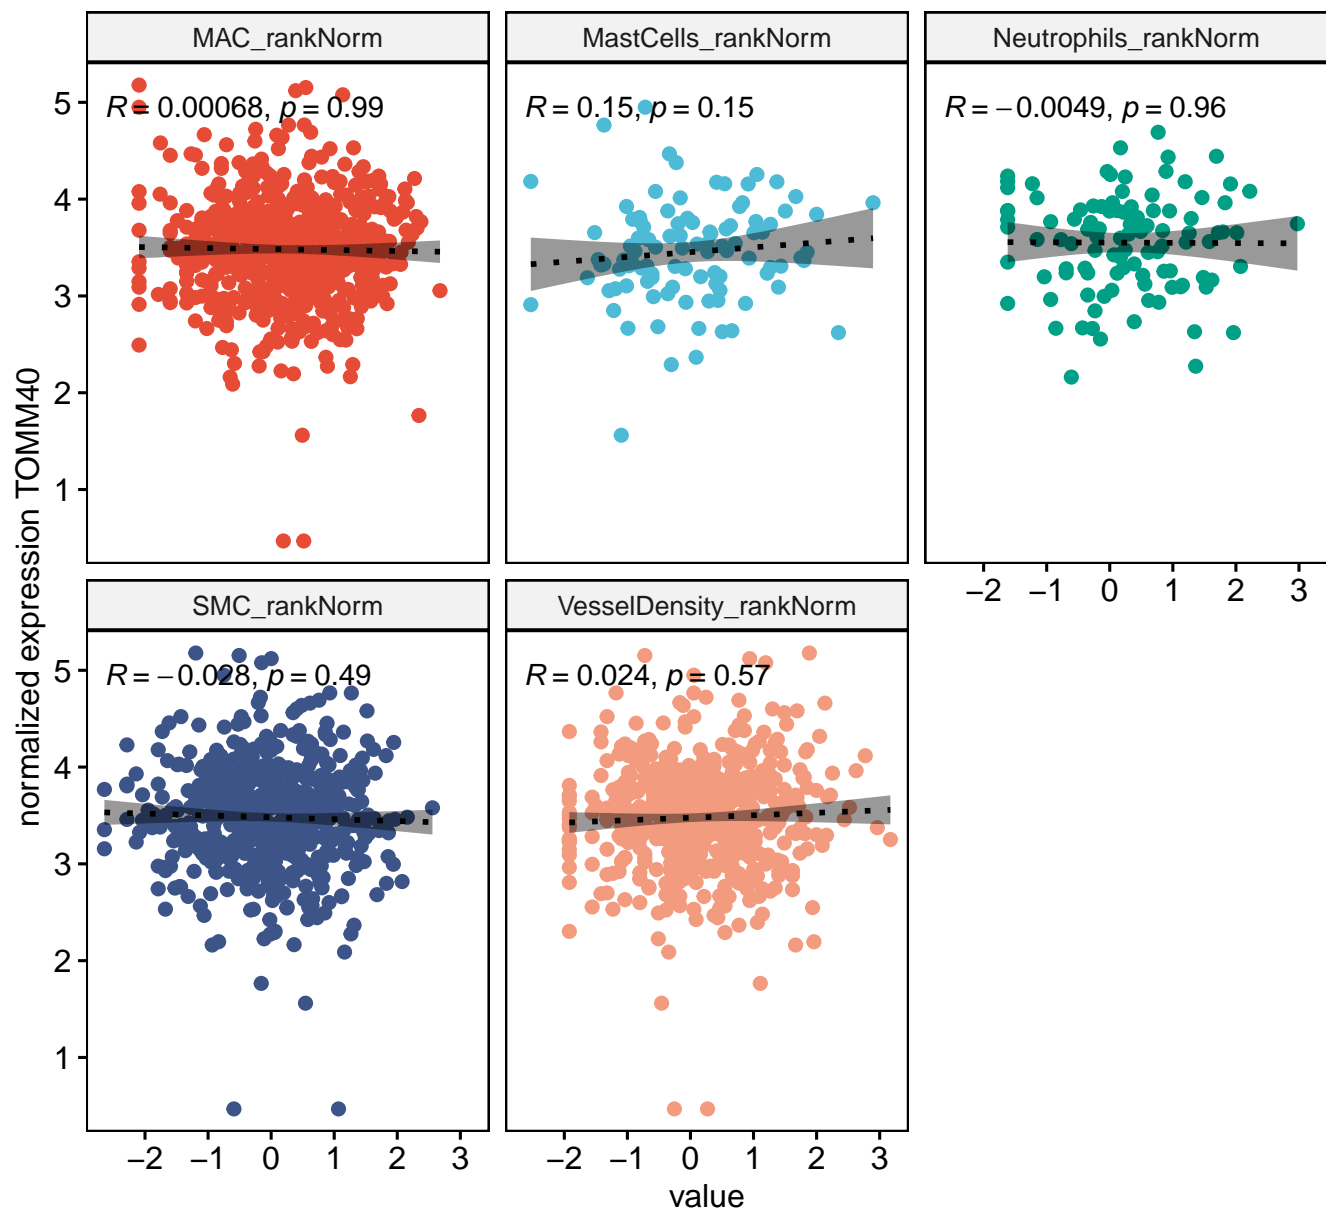 MAC_rankNorm
MastCells_rankNorm
Neutrophils_rankNorm
R = 0.00068, p = 0.99
R = 0.15, p = 0.15
R = −0.0049, p = 0.96
5
4
3
2
1
−2 −1 0 1 2 3
SMC_rankNorm
VesselDensity_rankNorm
R = −0.028, p = 0.49
R = 0.024, p = 0.57
5
4
3
2
1
−2 −1 0 1 2 3
−2 −1 0 1 2 3
value
normalized expression TOMM40